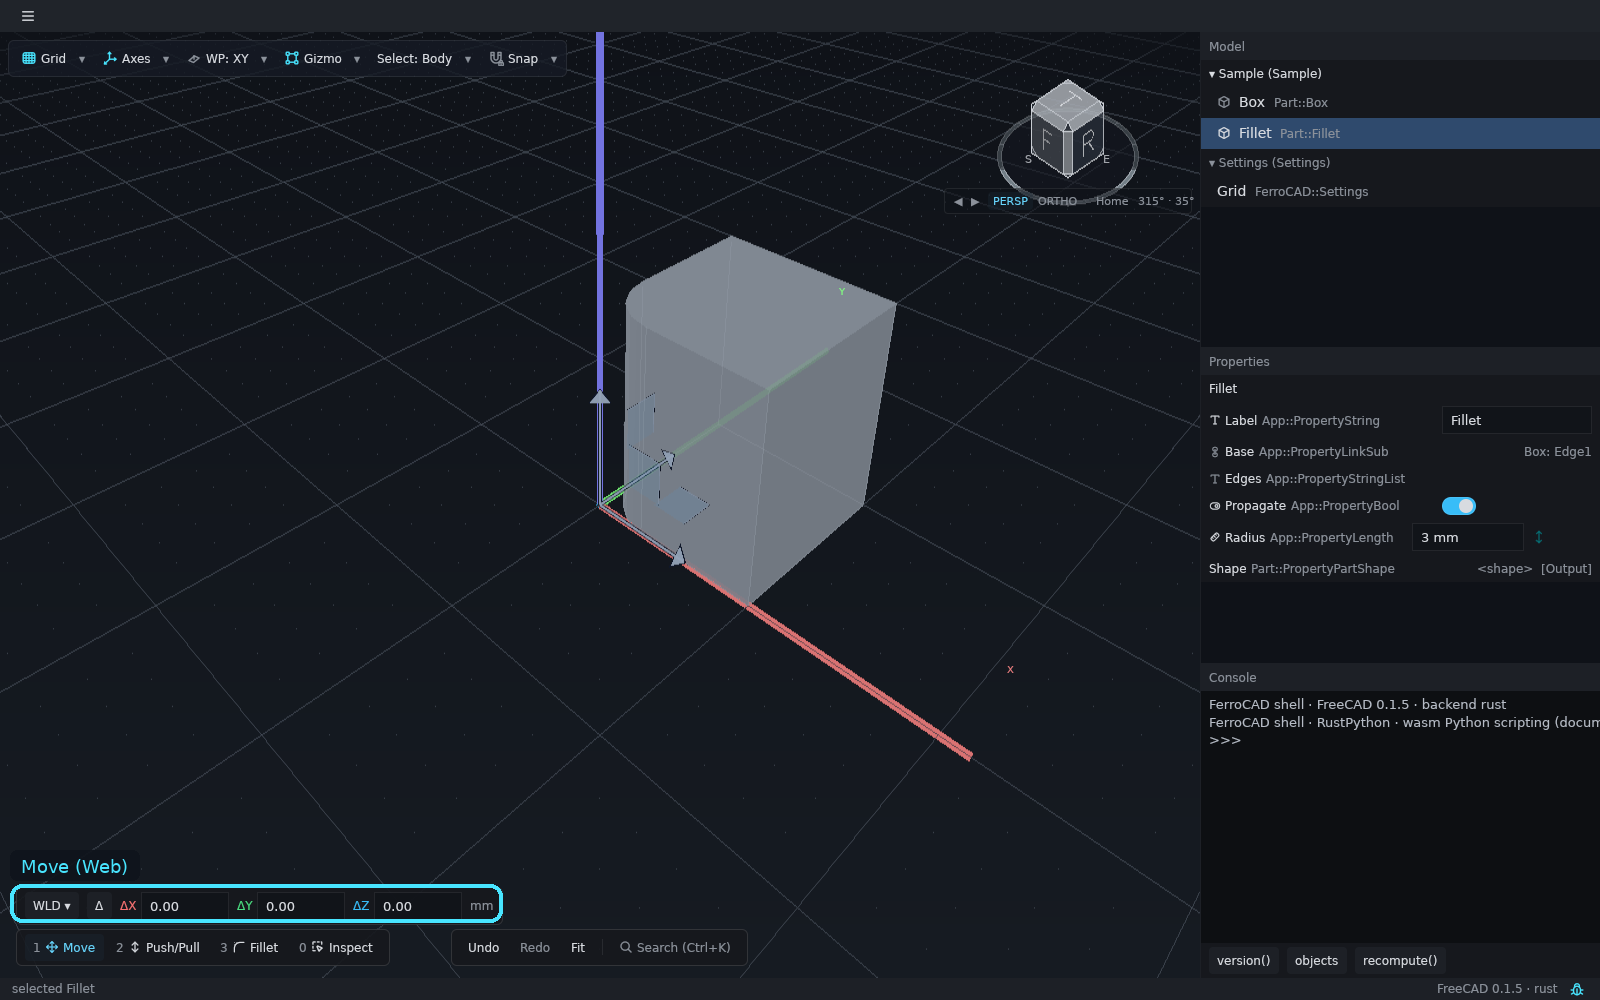 ☰
Grid ▾ Axes ▾ WP: XY ▾ Gizmo ▾ Select: Body ▾ Snap ▾
T
F R
S E
◀ ▶ PERSP ORTHO Home 315° · 35°
Y
X
Move (Web)
WLD ▾ Δ ΔX 0.00 ΔY 0.00 ΔZ 0.00 mm
1 Move 2 Push/Pull 3 Fillet 0 Inspect
Undo Redo Fit Search (Ctrl+K)
Model
▾ Sample (Sample)
Box Part::Box
Fillet Part::Fillet
▾ Settings (Settings)
Grid FerroCAD::Settings
Properties
Fillet
Label App::PropertyString Fillet
Base App::PropertyLinkSub Box: Edge1
Edges App::PropertyStringList
Propagate App::PropertyBool
Radius App::PropertyLength 3 mm
Shape Part::PropertyPartShape <shape> [Output]
Console
FerroCAD shell · FreeCAD 0.1.5 · backend rust
FerroCAD shell · RustPython · wasm Python scripting (docum
>>>
version() objects recompute()
selected Fillet
FreeCAD 0.1.5 · rust